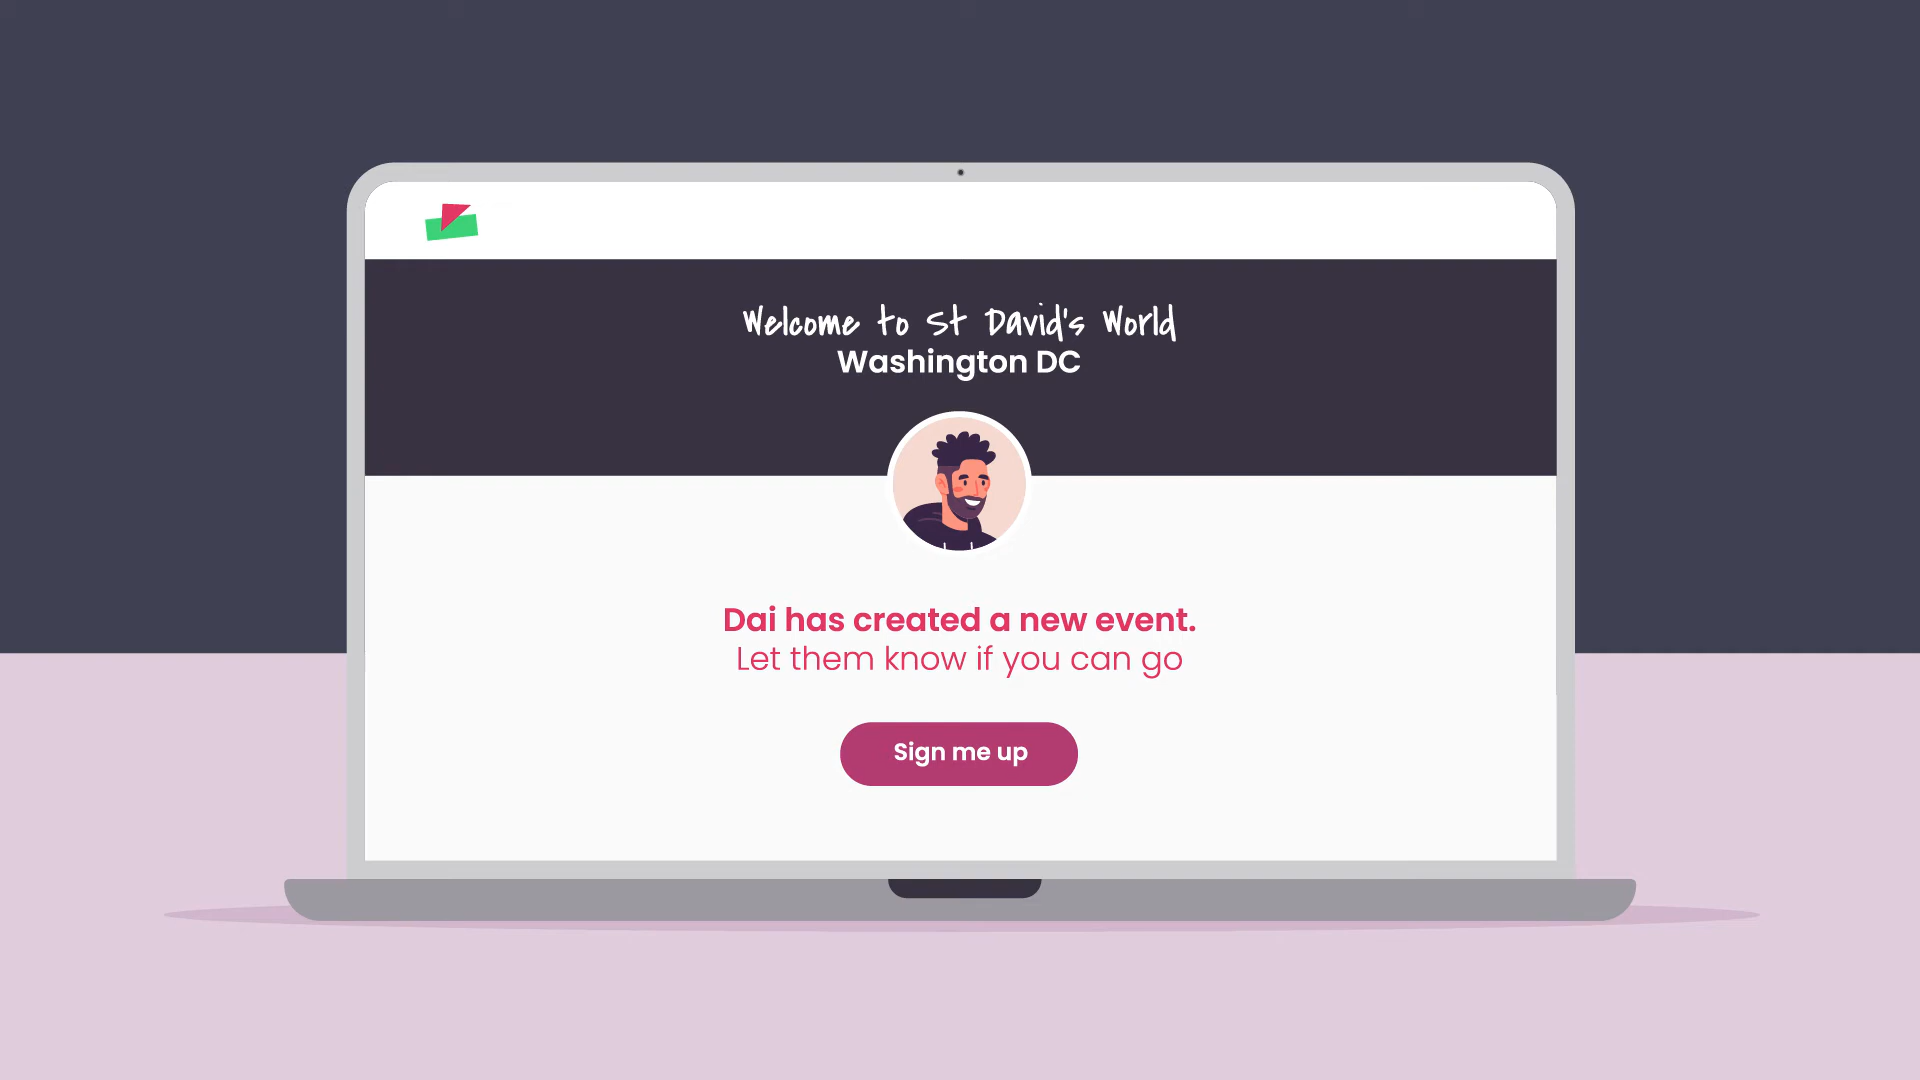 Welcome to St David's World
Washington DC
Dai has created a new event.
Let them know if you can go
Sign me up